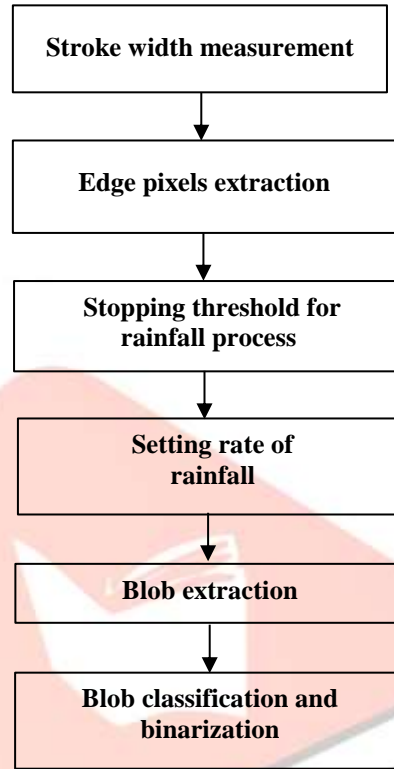 Stroke width measurement
Edge pixels extraction
Stopping threshold for
rainfall process
Setting rate of
rainfall
Blob extraction
Blob classification and
binarization